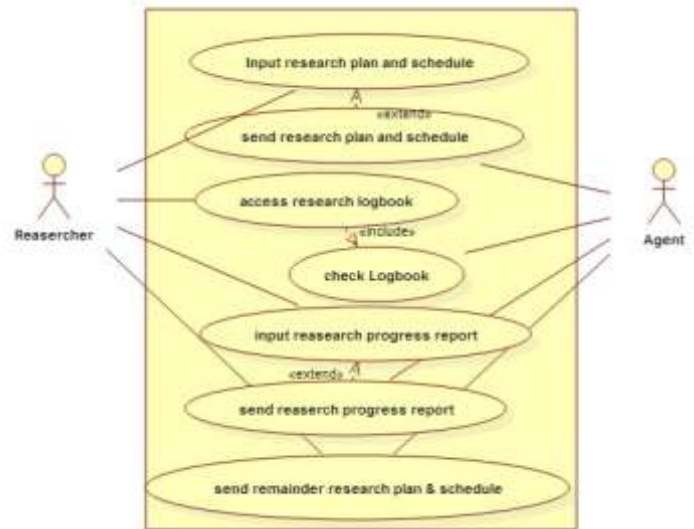 Input research plan and schedule
«extend»
send research plan and schedule
access research logbook
Reasercher
Agent
«include»
check Logbook
input reasearch progress report
«extend»
send reaserch progress report
send remainder research plan & schedule